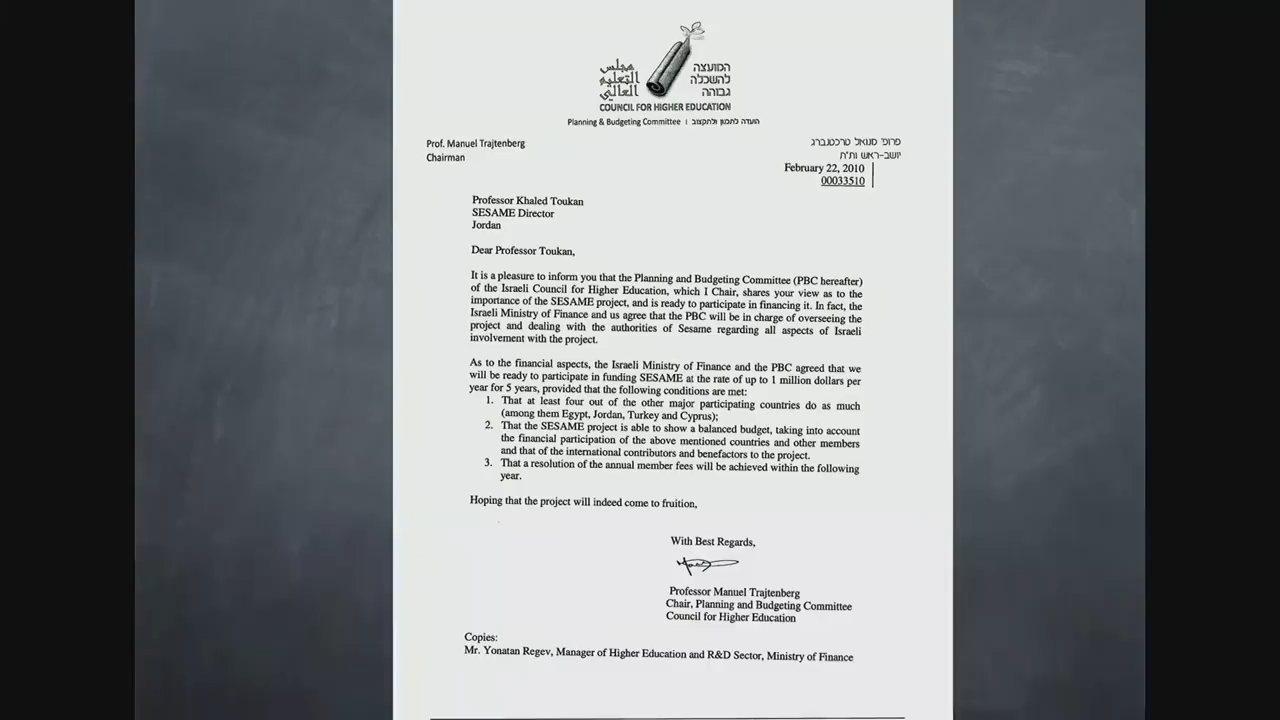 مجلس
التعليم
العالي
המועצה
להשכלה
גבוהה
COUNCIL FOR HIGHER EDUCATION
Planning & Budgeting Committee | הועדה לתכנון ולתקצוב
Prof. Manuel Trajtenberg
Chairman
פרופ' מנואל טרכטנברג
יושב-ראש ות"ת
February 22, 2010
00033510
Professor Khaled Toukan
SESAME Director
Jordan
Dear Professor Toukan,
It is a pleasure to inform you that the Planning and Budgeting Committee (PBC hereafter)
of the Israeli Council for Higher Education, which I Chair, shares your view as to the
importance of the SESAME project, and is ready to participate in financing it. In fact, the
Israeli Ministry of Finance and us agree that the PBC will be in charge of overseeing the
project and dealing with the authorities of Sesame regarding all aspects of Israeli
involvement with the project.
As to the financial aspects, the Israeli Ministry of Finance and the PBC agreed that we
will be ready to participate in funding SESAME at the rate of up to 1 million dollars per
year for 5 years, provided that the following conditions are met:
1. That at least four out of the other major participating countries do as much
(among them Egypt, Jordan, Turkey and Cyprus);
2. That the SESAME project is able to show a balanced budget, taking into account
the financial participation of the above mentioned countries and other members
and that of the international contributors and benefactors to the project.
3. That a resolution of the annual member fees will be achieved within the following
year.
Hoping that the project will indeed come to fruition,
With Best Regards,
Professor Manuel Trajtenberg
Chair, Planning and Budgeting Committee
Council for Higher Education
Copies:
Mr. Yonatan Regev, Manager of Higher Education and R&D Sector, Ministry of Finance